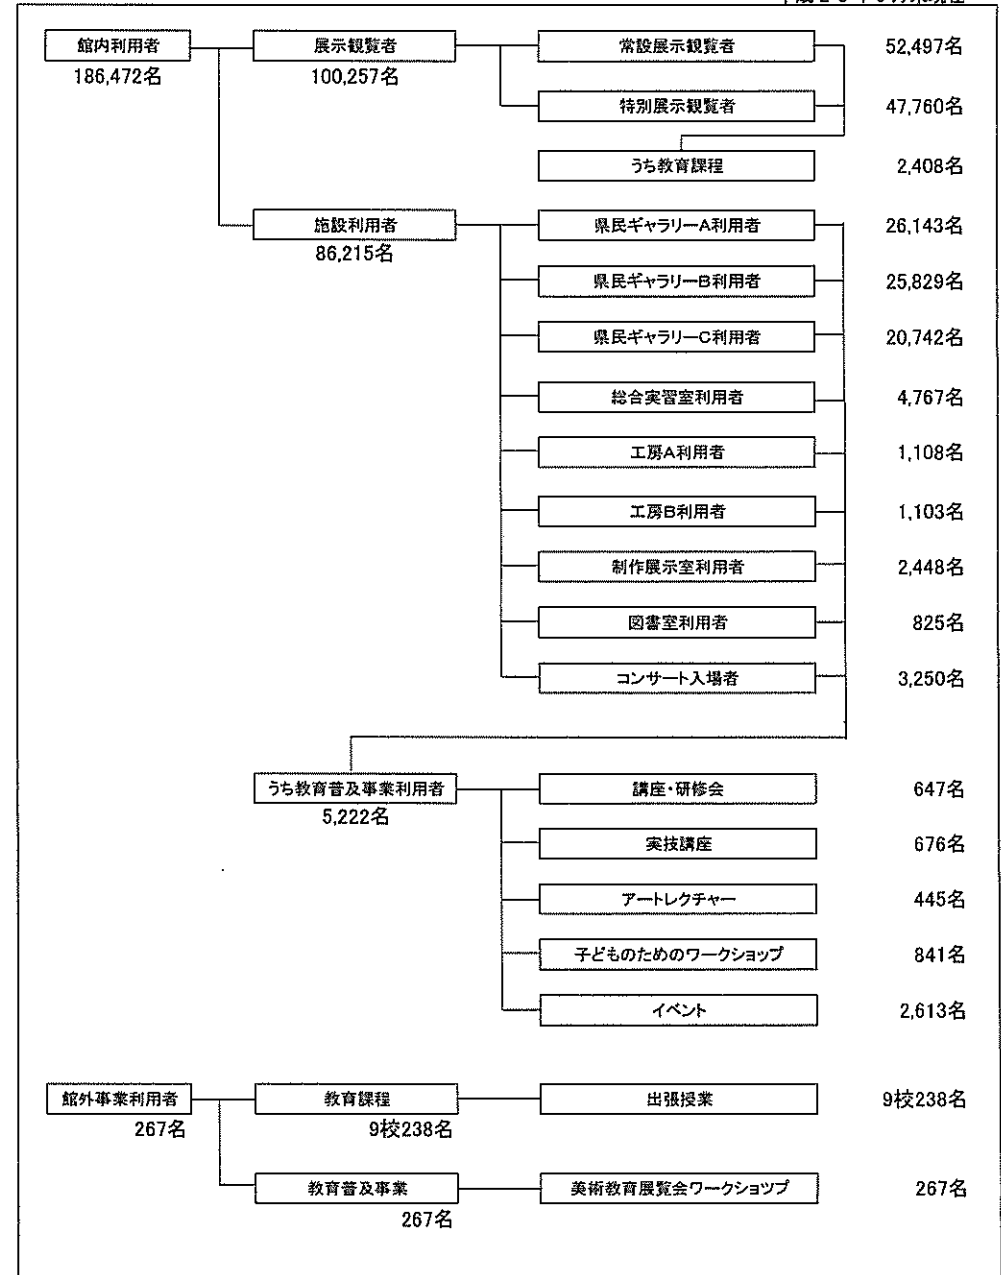 館内利用者 展示観覧者 常設展示観覧者 52,497名
186,472名 100,257名
特別展示観覧者 47,760名
うち教育課程 2,408名
施設利用者 県民ギャラリーA利用者 26,143名
86,215名
県民ギャラリーB利用者 25,829名
県民ギャラリーC利用者 20,742名
総合実習室利用者 4,767名
工房A利用者 1,108名
工房B利用者 1,103名
制作展示室利用者 2,448名
図書室利用者 825名
コンサート入場者 3,250名
うち教育普及事業利用者 講座・研修会 647名
5,222名
実技講座 676名
アートレクチャー 445名
子どものためのワークショップ 841名
イベント 2,613名
館外事業利用者 教育課程 出張授業 9校238名
267名 9校238名
教育普及事業 美術教育展覧会ワークショツプ 267名
267名